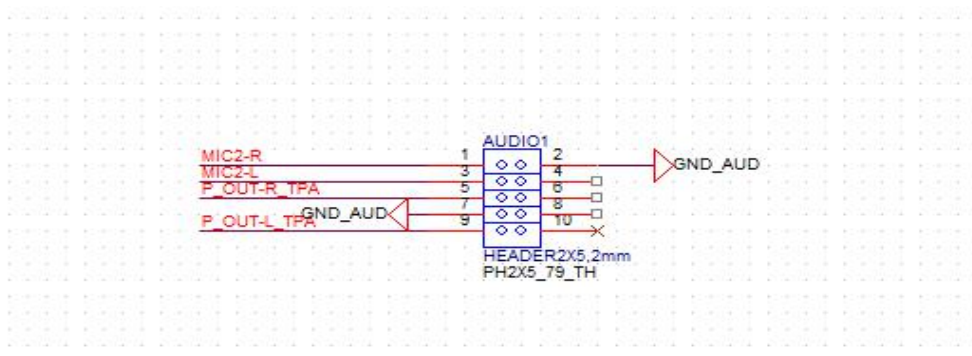 AUDIO1
MIC2-R 1 2 GND_AUD
MIC2-L 3 4
P_OUT-R_TPA 5 6
GND_AUD 7 8
P_OUT-L_TPA 9 10
HEADER2X5,2mm
PH2X5_79_TH